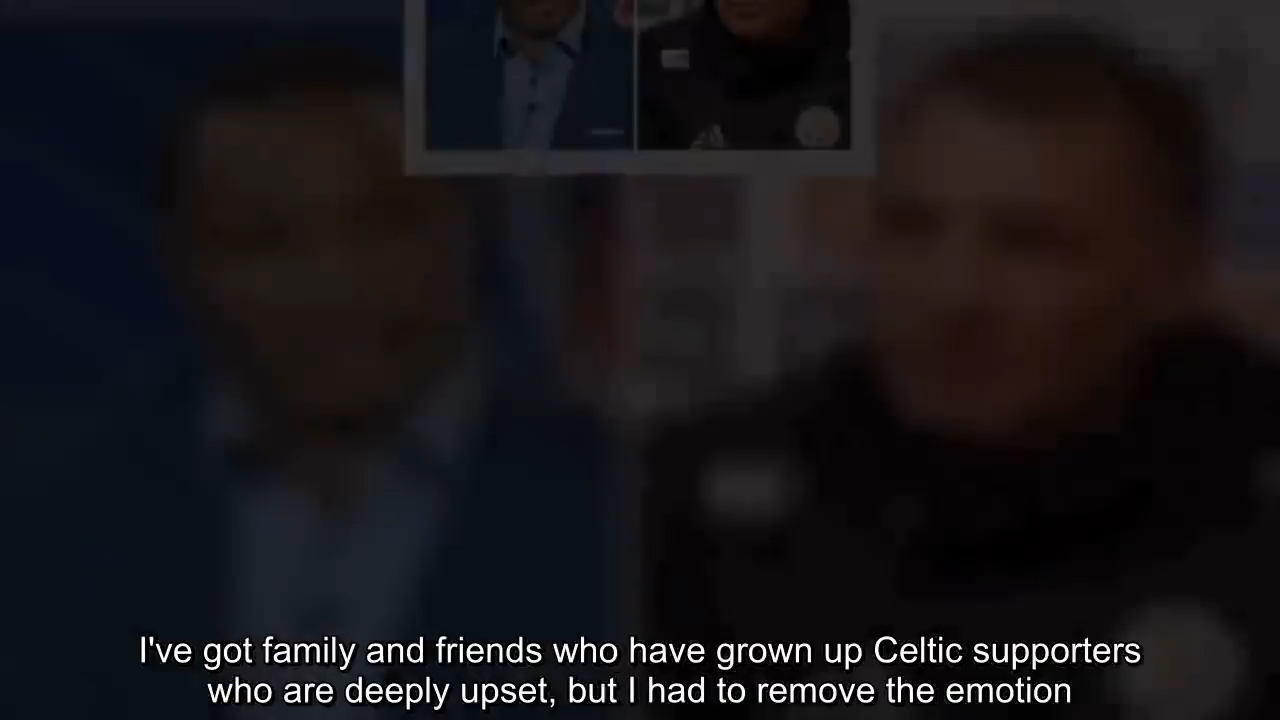 I've got family and friends who have grown up Celtic supporters
who are deeply upset, but I had to remove the emotion